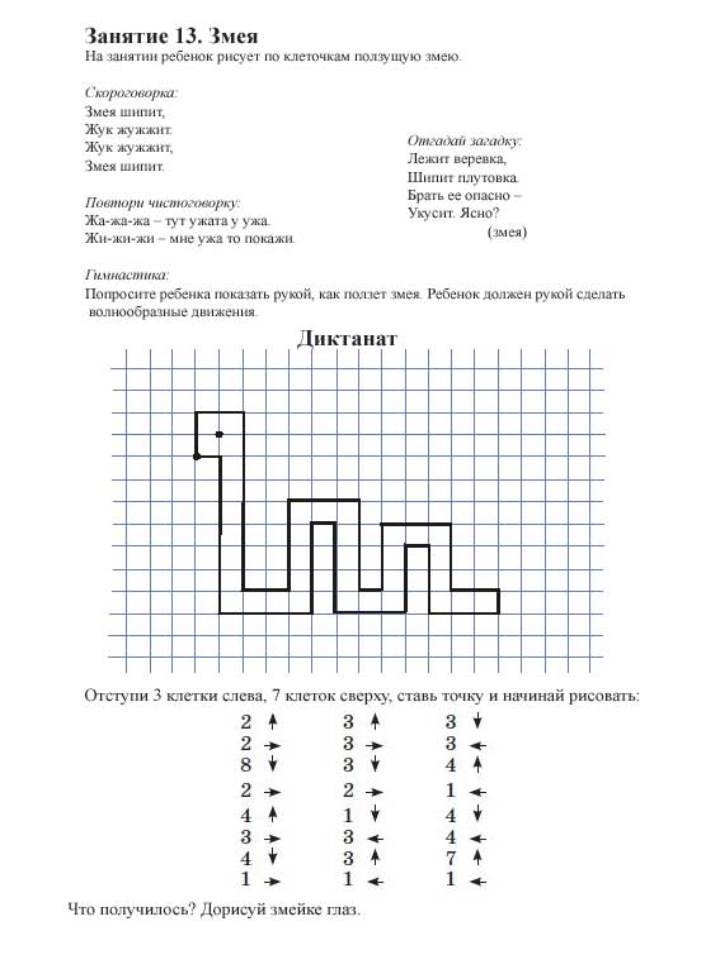 Занятие 13. Змея
На занятии ребенок рисует по клеточкам ползущую змею.
Скороговорка:
Змея шипит,
Жук жужжит.
Жук жужжит,
Змея шипит.
Отгадай загадку:
Лежит веревка,
Шипит плутовка.
Брать ее опасно –
Укусит. Ясно?
(змея)
Повтори чистоговорку:
Жа-жа-жа – тут ужата у ужа.
Жи-жи-жи – мне ужа то покажи.
Гимнастика:
Попросите ребенка показать рукой, как ползет змея. Ребенок должен рукой сделать
волнообразные движения.
Диктанат
Отступи 3 клетки слева, 7 клеток сверху, ставь точку и начинай рисовать:
2 ↑ 3 ↑ 3 ↓
2 → 3 → 3 ←
8 ↓ 3 ↓ 4 ↑
2 → 2 → 1 ←
4 ↑ 1 ↓ 4 ↓
3 → 3 ← 4 ←
4 ↓ 3 ↑ 7 ↑
1 → 1 ← 1 ←
Что получилось? Дорисуй змейке глаз.